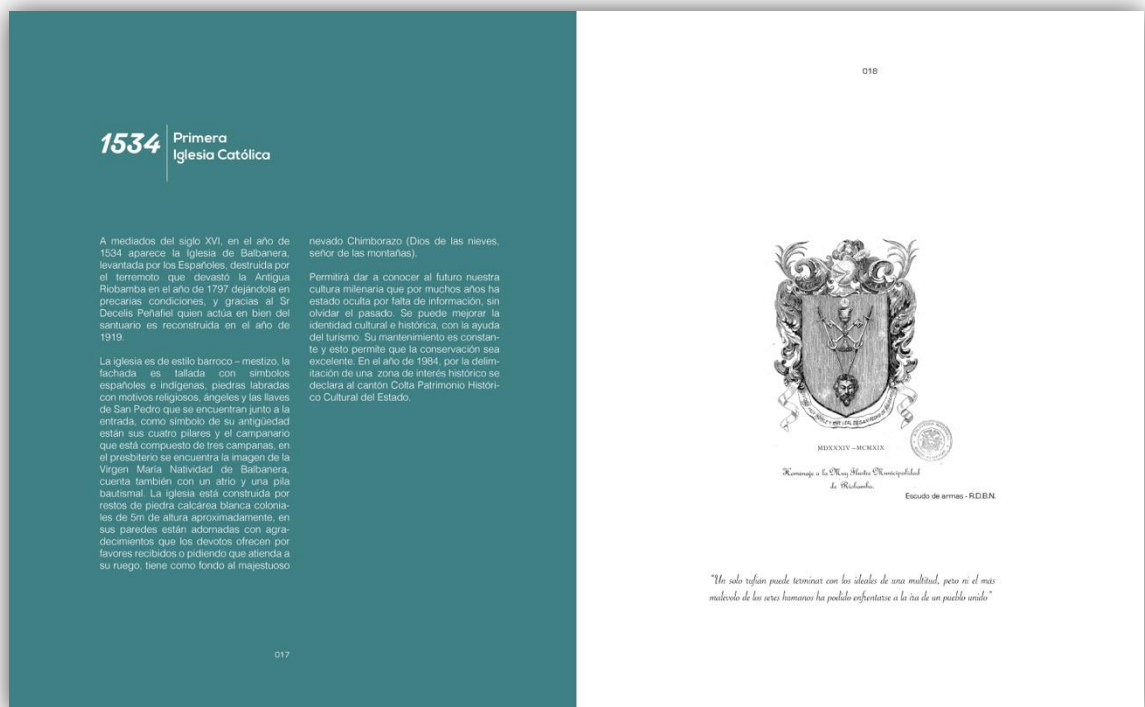 1534
Primera
Iglesia Católica
A mediados del siglo XVI, en el año de
1534 aparece la Iglesia de Balbanera,
levantada por los Españoles, destruida por
el terremoto que devastó la Antigua
Riobamba en el año de 1797 dejándola en
precarias condiciones, y gracias al Sr
Decelis Peñafiel quien actúa en bien del
santuario es reconstruida en el año de
1919.
La iglesia es de estilo barroco – mestizo, la
fachada es tallada con símbolos
españoles e indígenas, piedras labradas
con motivos religiosos, ángeles y las llaves
de San Pedro que se encuentran junto a la
entrada, como símbolo de su antigüedad
están sus cuatro pilares y el campanario
que está compuesto de tres campanas, en
el presbiterio se encuentra la imagen de la
Virgen María Natividad de Balbanera,
cuenta también con un atrio y una pila
bautismal. La iglesia está construida por
restos de piedra calcárea blanca colonia-
les de 5m de altura aproximadamente, en
sus paredes están adornadas con agra-
decimientos que los devotos ofrecen por
favores recibidos o pidiendo que atienda a
su ruego, tiene como fondo al majestuoso
nevado Chimborazo (Dios de las nieves,
señor de las montañas).
Permitirá dar a conocer al futuro nuestra
cultura milenaria que por muchos años ha
estado oculta por falta de información, sin
olvidar el pasado. Se puede mejorar la
identidad cultural e histórica, con la ayuda
del turismo. Su mantenimiento es constan-
te y esto permite que la conservación sea
excelente. En el año de 1984, por la delim-
itación de una zona de interés histórico se
declara al cantón Colta Patrimonio Históri-
co Cultural del Estado.
017
018
MDXXXIV – MCMXIX
Homenaje a la Muy Ilustre Municipalidad
de Riobamba.
Escudo de armas - R.D.B.N.
"Un solo rufián puede terminar con los ideales de una multitud, pero ni el más
malévolo de los seres humanos ha podido enfrentarse a la ira de un pueblo unido"